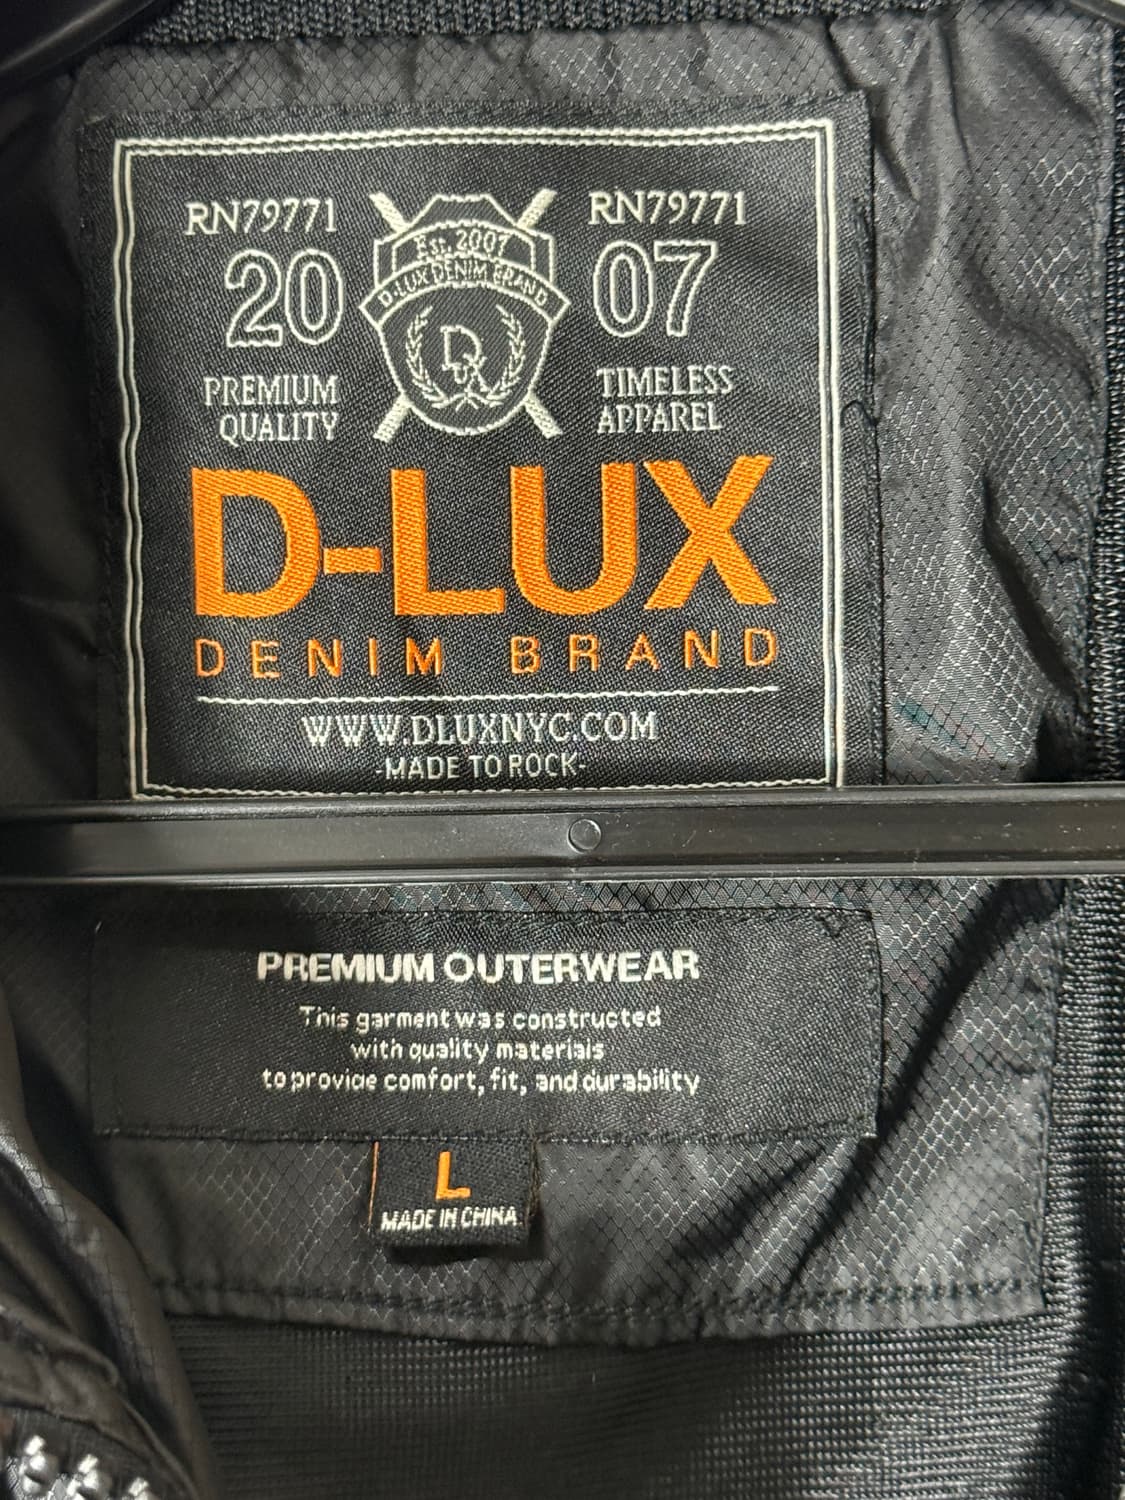 RN79771
RN79771
Est. 2007
20
07
D-LUX DENIM BRAND
PREMIUM
QUALITY
TIMELESS
APPAREL
D-LUX
DENIM BRAND
WWW.DLUXNYC.COM
-MADE TO ROCK-
PREMIUM OUTERWEAR
This garment was constructed
with quality materials
to provide comfort, fit, and durability
L
MADE IN CHINA